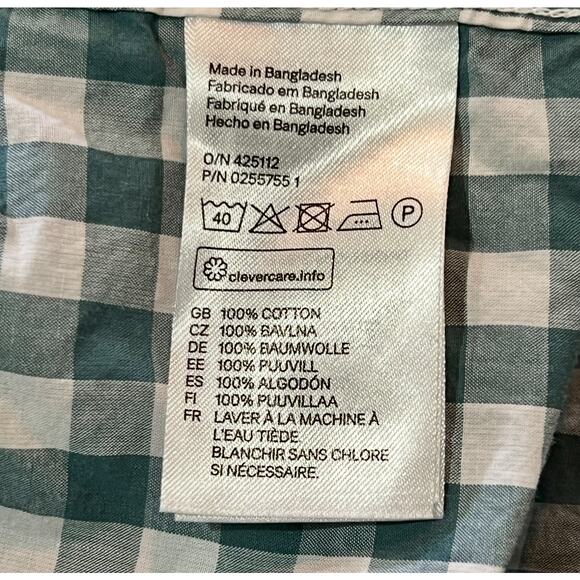 Made in Bangladesh
Fabricado em Bangladesh
Fabriqué en Bangladesh
Hecho en Bangladesh
O/N 425112
P/N 0255755 1
40
P
clevercare.info
GB 100% COTTON
CZ 100% BAVLNA
DE 100% BAUMWOLLE
EE 100% PUUVILL
ES 100% ALGODÓN
FI 100% PUUVILLAA
FR LAVER À LA MACHINE À
L'EAU TIÈDE.
BLANCHIR SANS CHLORE
SI NÉCESSAIRE.